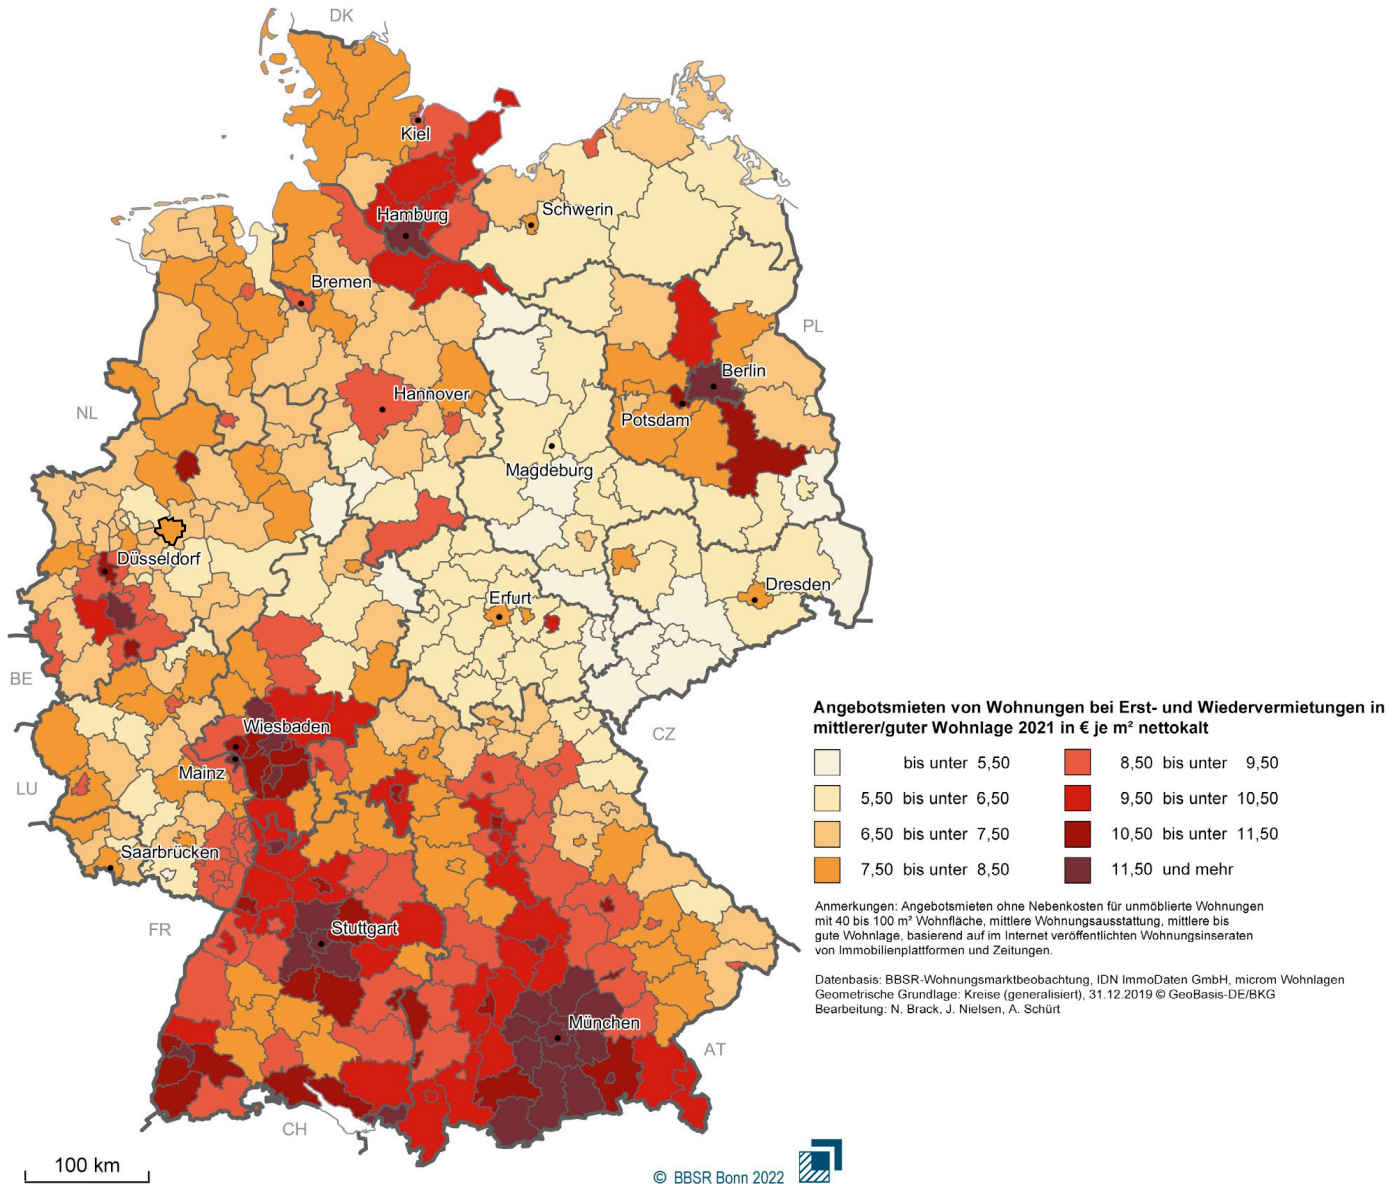 DK
Kiel
Schwerin
Hamburg
Bremen
PL
Berlin
Hannover
NL
Potsdam
Magdeburg
Düsseldorf
Dresden
Erfurt
BE
Wiesbaden
CZ
Mainz
LU
Saarbrücken
FR
Stuttgart
München
AT
CH
100 km
© BBSR Bonn 2022
Angebotsmieten von Wohnungen bei Erst- und Wiedervermietungen in
mittlerer/guter Wohnlage 2021 in € je m² nettokalt
bis unter 5,50
5,50 bis unter 6,50
6,50 bis unter 7,50
7,50 bis unter 8,50
8,50 bis unter 9,50
9,50 bis unter 10,50
10,50 bis unter 11,50
11,50 und mehr
Anmerkungen: Angebotsmieten ohne Nebenkosten für unmöblierte Wohnungen
mit 40 bis 100 m² Wohnfläche, mittlere Wohnungsausstattung, mittlere bis
gute Wohnlage, basierend auf im Internet veröffentlichten Wohnungsinseraten
von Immobilienplattformen und Zeitungen.
Datenbasis: BBSR-Wohnungsmarktbeobachtung, IDN ImmoDaten GmbH, microm Wohnlagen
Geometrische Grundlage: Kreise (generalisiert), 31.12.2019 © GeoBasis-DE/BKG
Bearbeitung: N. Brack, J. Nielsen, A. Schürt